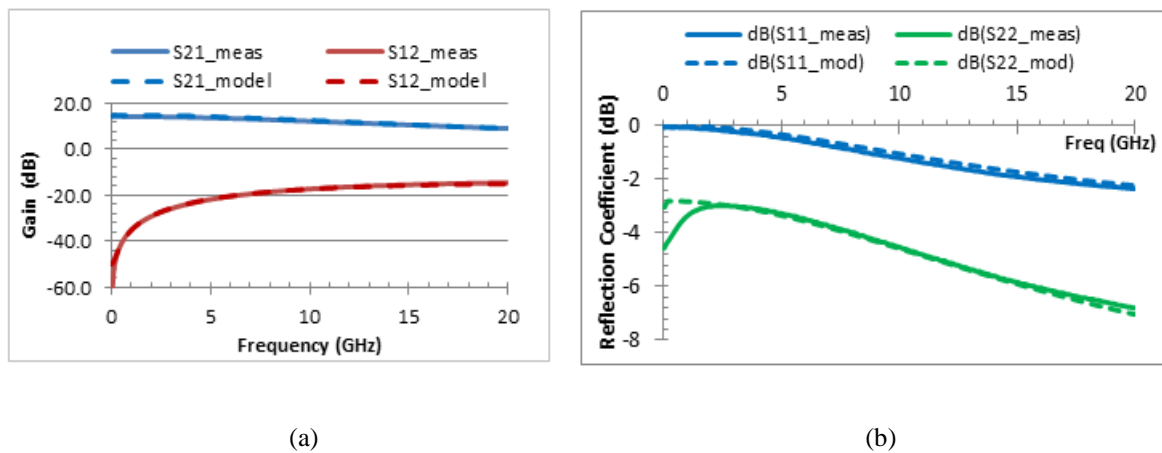 S21_meas S12_meas
S21_model S12_model
20.0
0.0
-20.0
-40.0
-60.0
Gain (dB)
0 5 10 15 20
Frequency (GHz)
dB(S11_meas) dB(S22_meas)
dB(S11_mod) dB(S22_mod)
0 5 10 15 20
Freq (GHz)
0
-2
-4
-6
-8
Reflection Coefficient (dB)
(a) (b)